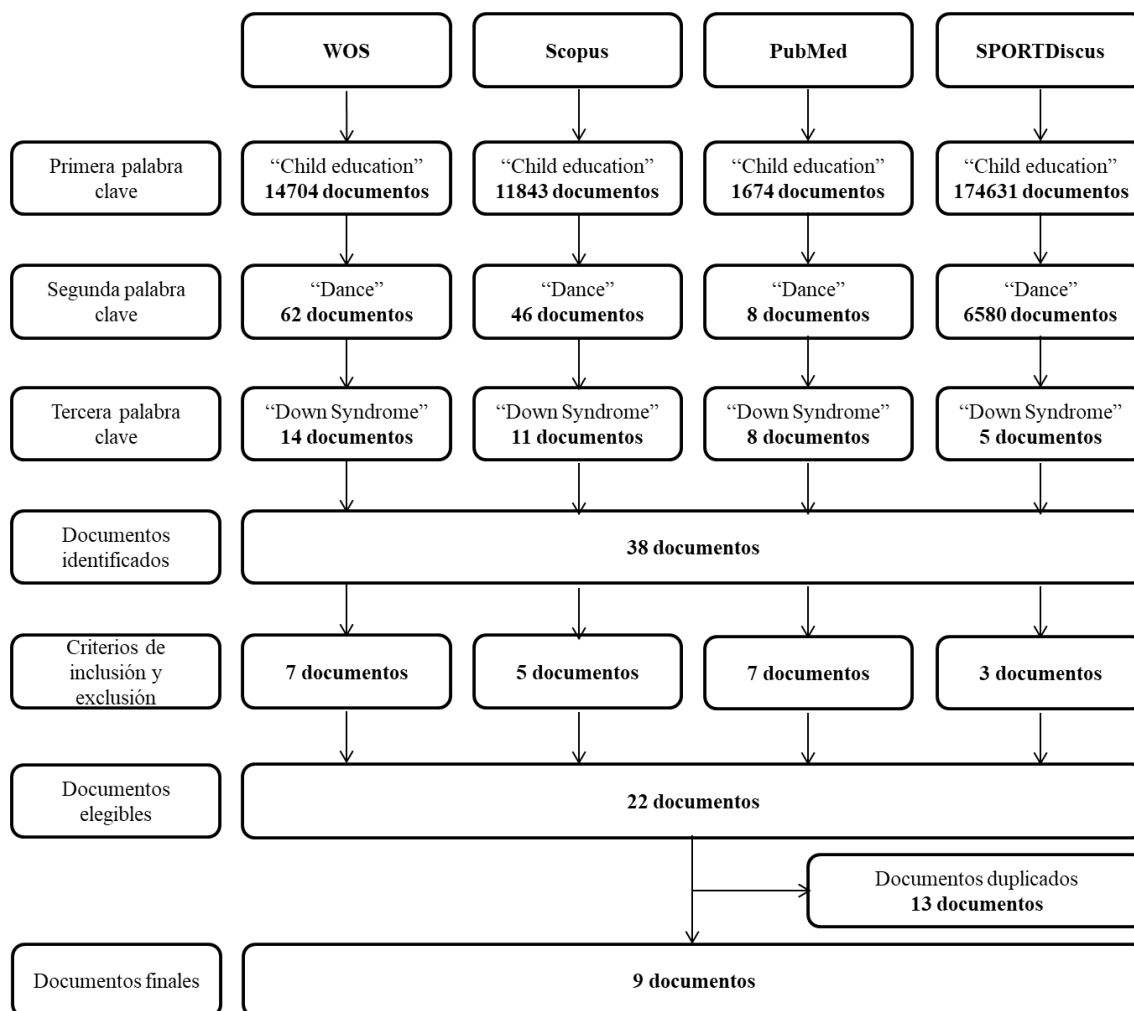 WOS
Scopus
PubMed
SPORTDiscus
Primera palabra
clave
“Child education”
14704 documentos
“Child education”
11843 documentos
“Child education”
1674 documentos
“Child education”
174631 documentos
Segunda palabra
clave
“Dance”
62 documentos
“Dance”
46 documentos
“Dance”
8 documentos
“Dance”
6580 documentos
Tercera palabra
clave
“Down Syndrome”
14 documentos
“Down Syndrome”
11 documentos
“Down Syndrome”
8 documentos
“Down Syndrome”
5 documentos
Documentos
identificados
38 documentos
Criterios de
inclusión y
exclusión
7 documentos
5 documentos
7 documentos
3 documentos
Documentos
elegibles
22 documentos
Documentos duplicados
13 documentos
Documentos finales
9 documentos